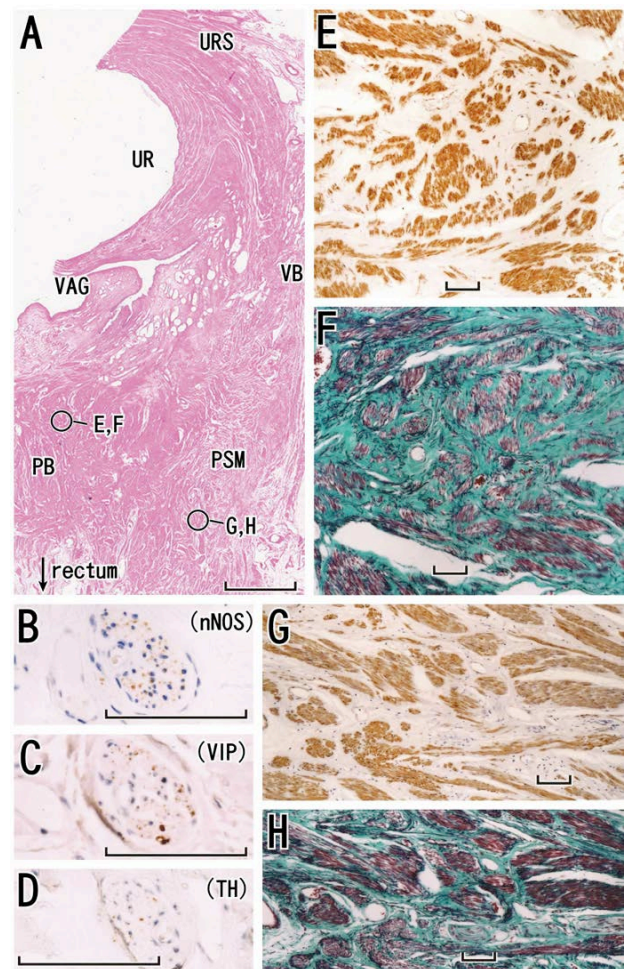 A
URS
UR
VAG
VB
E,F
PB
PSM
G,H
rectum
B
(nNOS)
C
(VIP)
D
(TH)
E
F
G
H